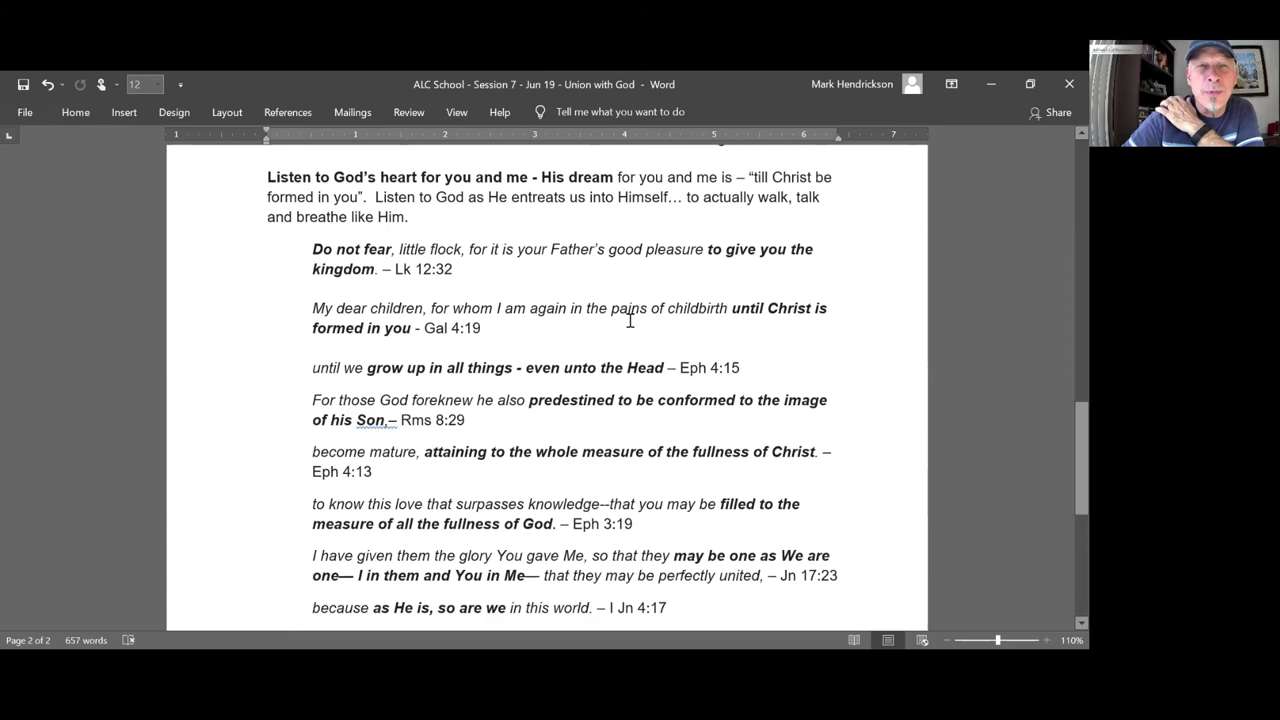 12
ALC School - Session 7 - Jun 19 - Union with God - Word
Mark Hendrickson
File Home Insert Design Layout References Mailings Review View Help Tell me what you want to do Share
1 1 2 3 4 5 6 7
Listen to God’s heart for you and me - His dream for you and me is – “till Christ be
formed in you”. Listen to God as He entreats us into Himself… to actually walk, talk
and breathe like Him.
Do not fear, little flock, for it is your Father’s good pleasure to give you the
kingdom. – Lk 12:32
My dear children, for whom I am again in the pains of childbirth until Christ is
formed in you - Gal 4:19
until we grow up in all things - even unto the Head – Eph 4:15
For those God foreknew he also predestined to be conformed to the image
of his Son,– Rms 8:29
become mature, attaining to the whole measure of the fullness of Christ. –
Eph 4:13
to know this love that surpasses knowledge--that you may be filled to the
measure of all the fullness of God. – Eph 3:19
I have given them the glory You gave Me, so that they may be one as We are
one— I in them and You in Me— that they may be perfectly united, – Jn 17:23
because as He is, so are we in this world. – I Jn 4:17
Page 2 of 2 657 words 110%